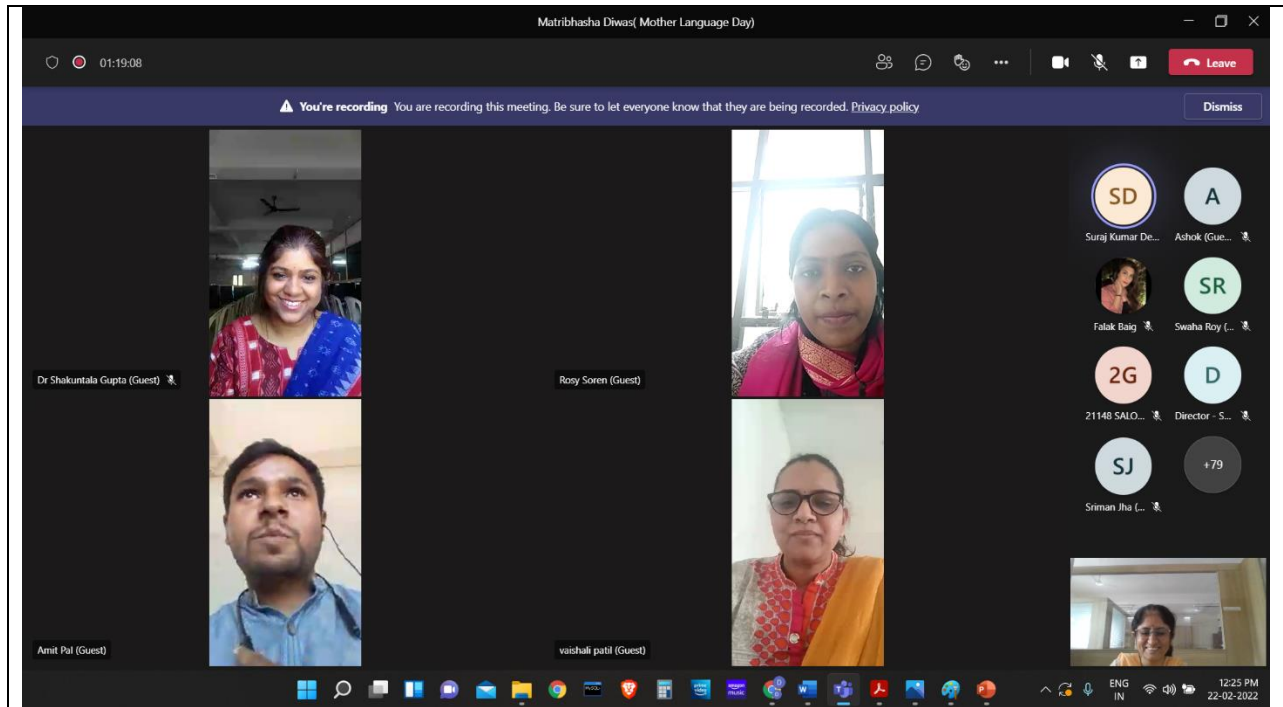 Matribhasha Diwas( Mother Language Day)
01:19:08
Leave
You're recording You are recording this meeting. Be sure to let everyone know that they are being recorded. Privacy policy
Dismiss
SD
A
Suraj Kumar De...
Ashok (Gue...
SR
Falak Baig
Swaha Roy (...
Dr Shakuntala Gupta (Guest)
Rosy Soren (Guest)
2G
D
21148 SALO...
Director - S...
SJ
+79
Sriman Jha (...
Amit Pal (Guest)
vaishali patil (Guest)
ENG
IN
12:25 PM
22-02-2022